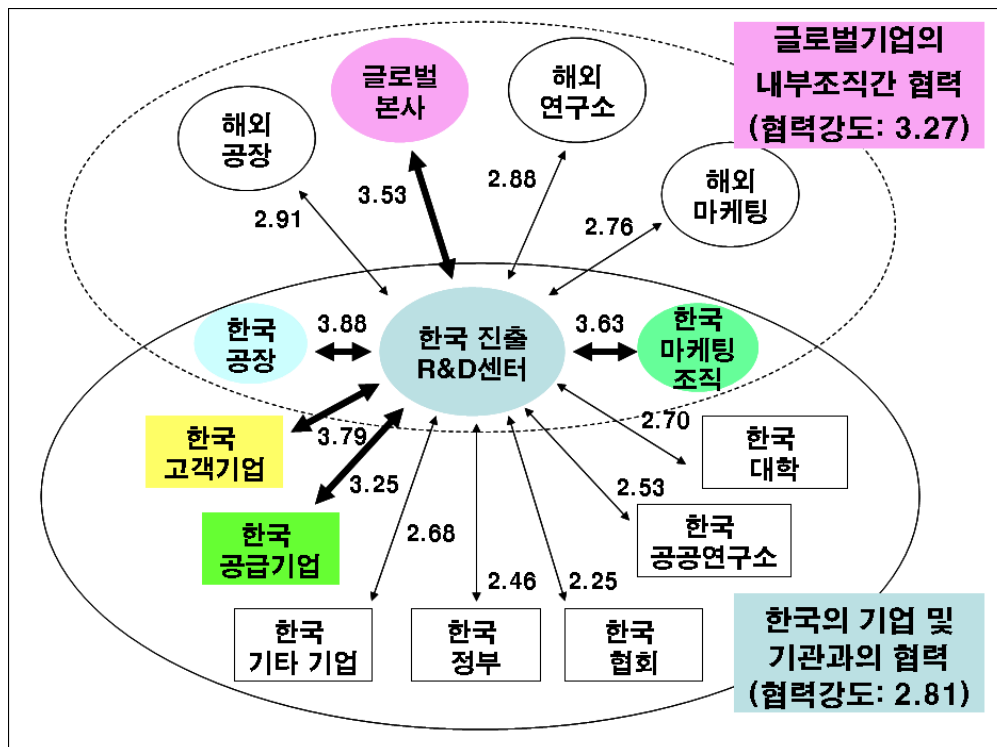 글로벌기업의
내부조직간 협력
(협력강도: 3.27)
글로벌
본사
해외
연구소
해외
공장
해외
마케팅
3.53
2.88
2.91
2.76
한국
공장
3.88
한국 진출
R&D센터
3.63
한국
마케팅
조직
한국
고객기업
3.79
2.70
한국
대학
3.25
2.53
한국
공급기업
한국
공공연구소
2.68
2.46
2.25
한국
기타 기업
한국
정부
한국
협회
한국의 기업 및
기관과의 협력
(협력강도: 2.81)